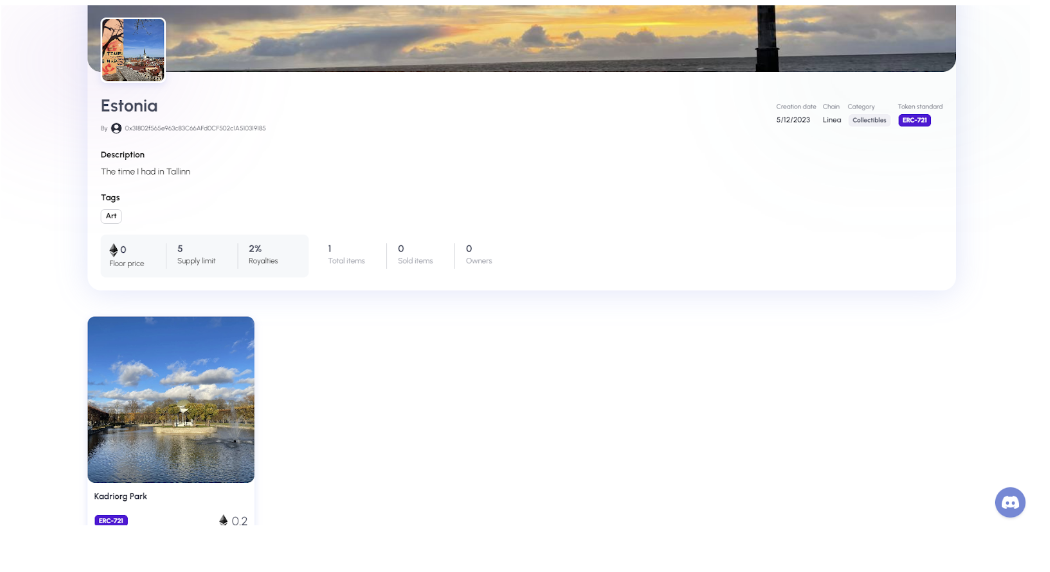 Estonia
Creation date Chain Category Token standard
5/12/2023 Linea Collectibles ERC-721
By
Description
The time I had in Tallinn
Tags
Art
0 5 2% 1 0 0
Floor price Supply limit Royalties Total items Sold items Owners
Kadriorg Park
ERC-721 0.2